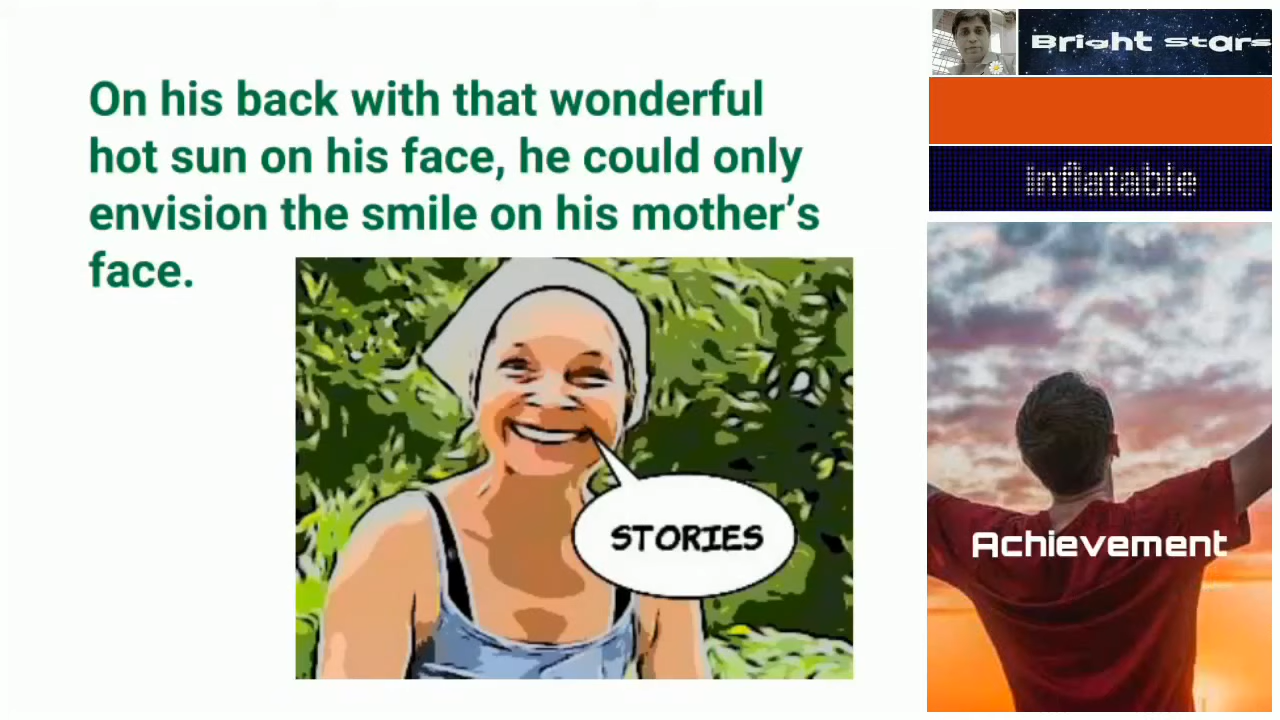 On his back with that wonderful
hot sun on his face, he could only
envision the smile on his mother’s
face.
STORIES
Bright stars
Inflatable
Achievement